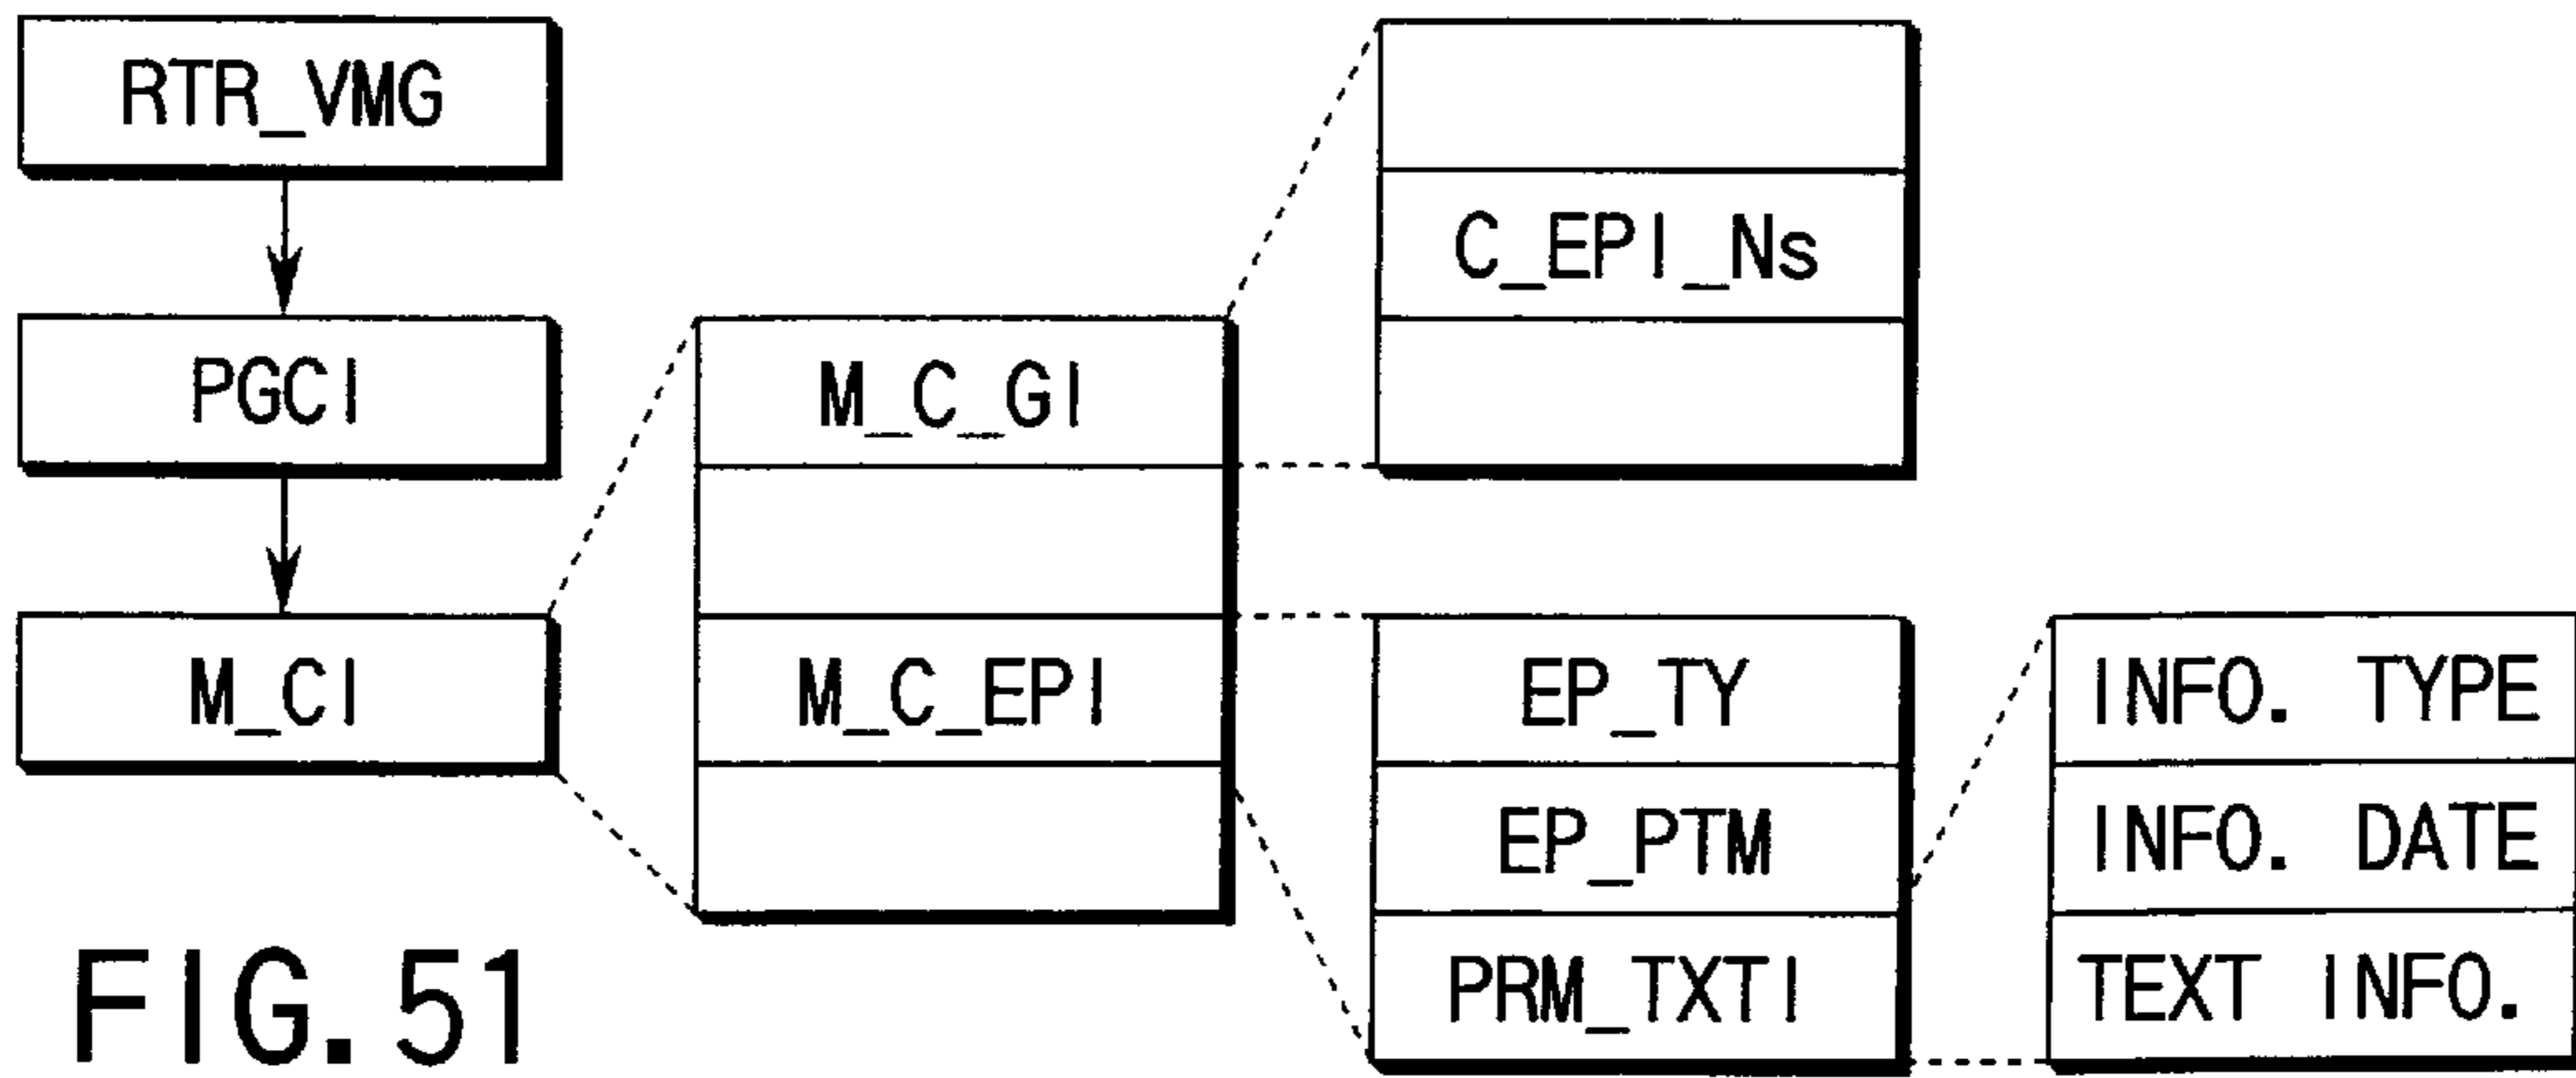 RTR_VMG
PGCI
M_CI
M_C_GI
M_C_EPI
C_EPI_Ns
EP_TY
EP_PTM
PRM_TXTI
INFO. TYPE
INFO. DATE
TEXT INFO.
FIG. 51